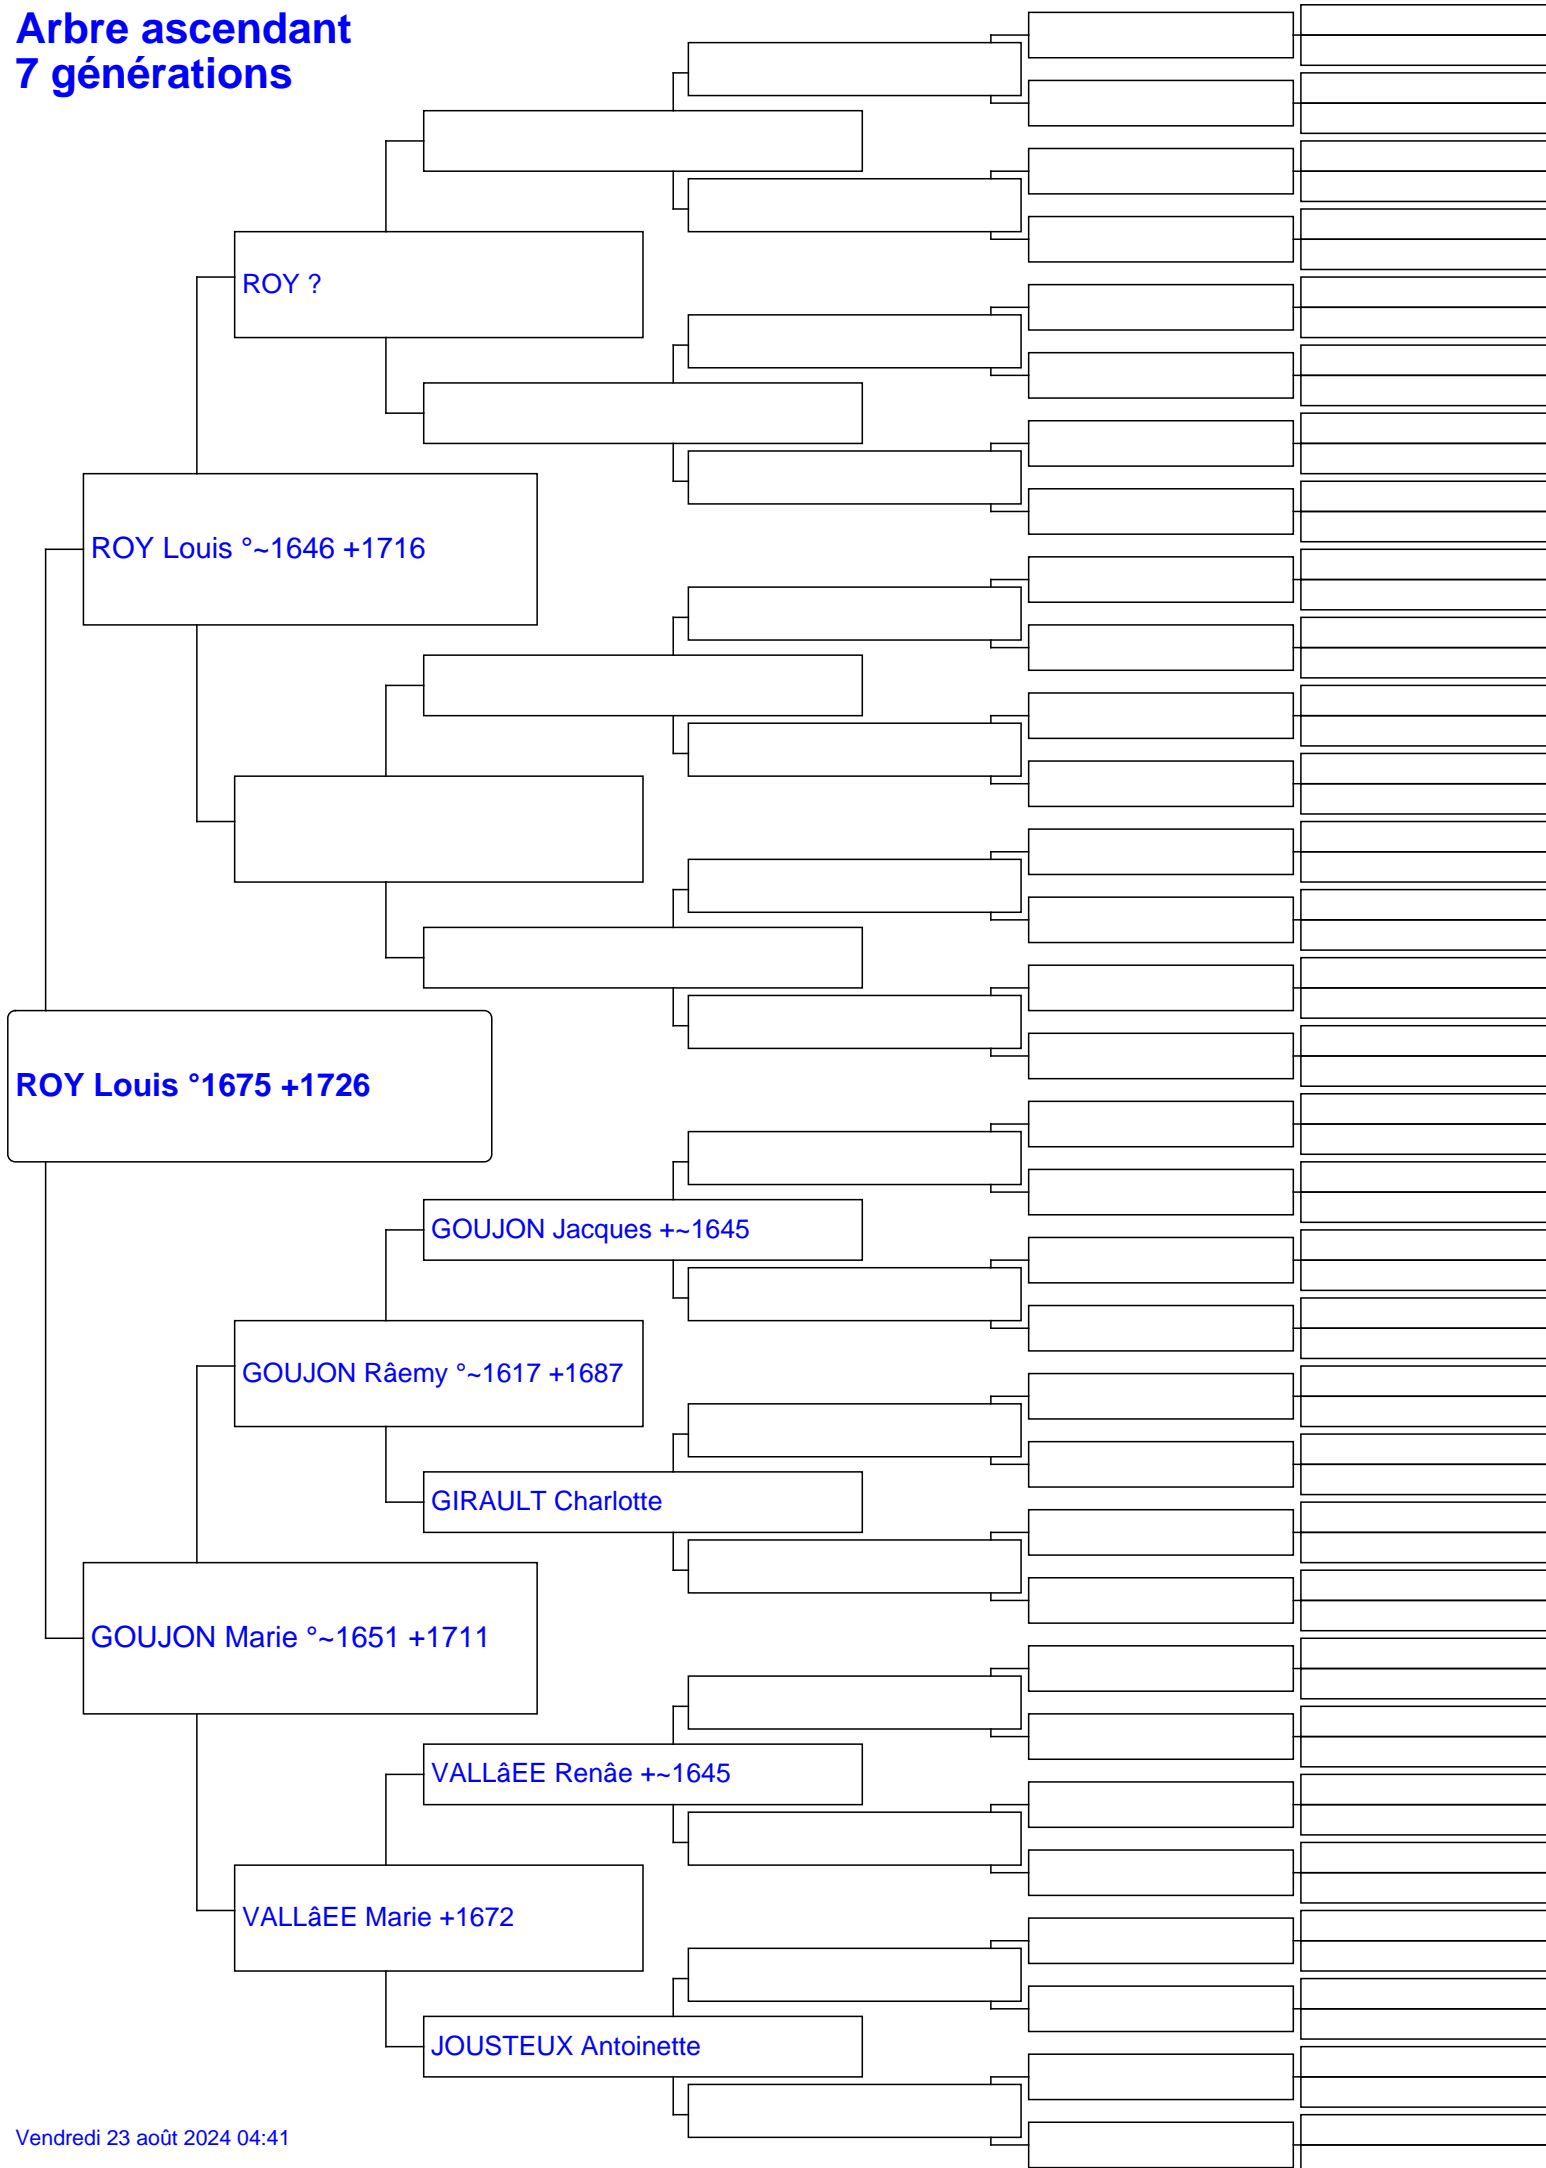 Arbre ascendant
7 générations
ROY ?
ROY Louis °~1646 +1716
ROY Louis °1675 +1726
GOUJON Jacques +~1645
GOUJON Râemy °~1617 +1687
GIRAULT Charlotte
GOUJON Marie °~1651 +1711
VALLâEE Renâe +~1645
VALLâEE Marie +1672
JOUSTEUX Antoinette
Vendredi 23 août 2024 04:41